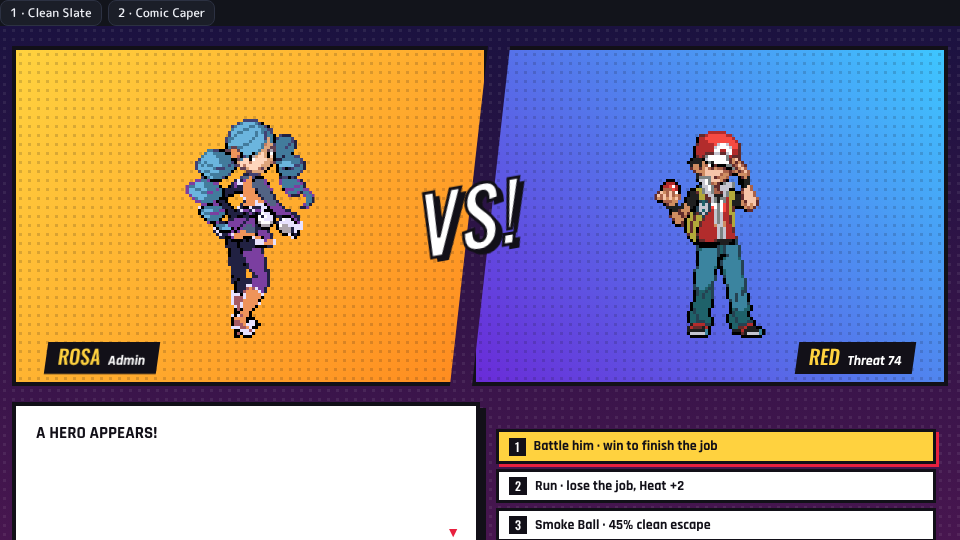 1 · Clean Slate
2 · Comic Caper
VS!
ROSA Admin
RED Threat 74
A HERO APPEARS!
1 Battle him · win to finish the job
2 Run · lose the job, Heat +2
3 Smoke Ball · 45% clean escape